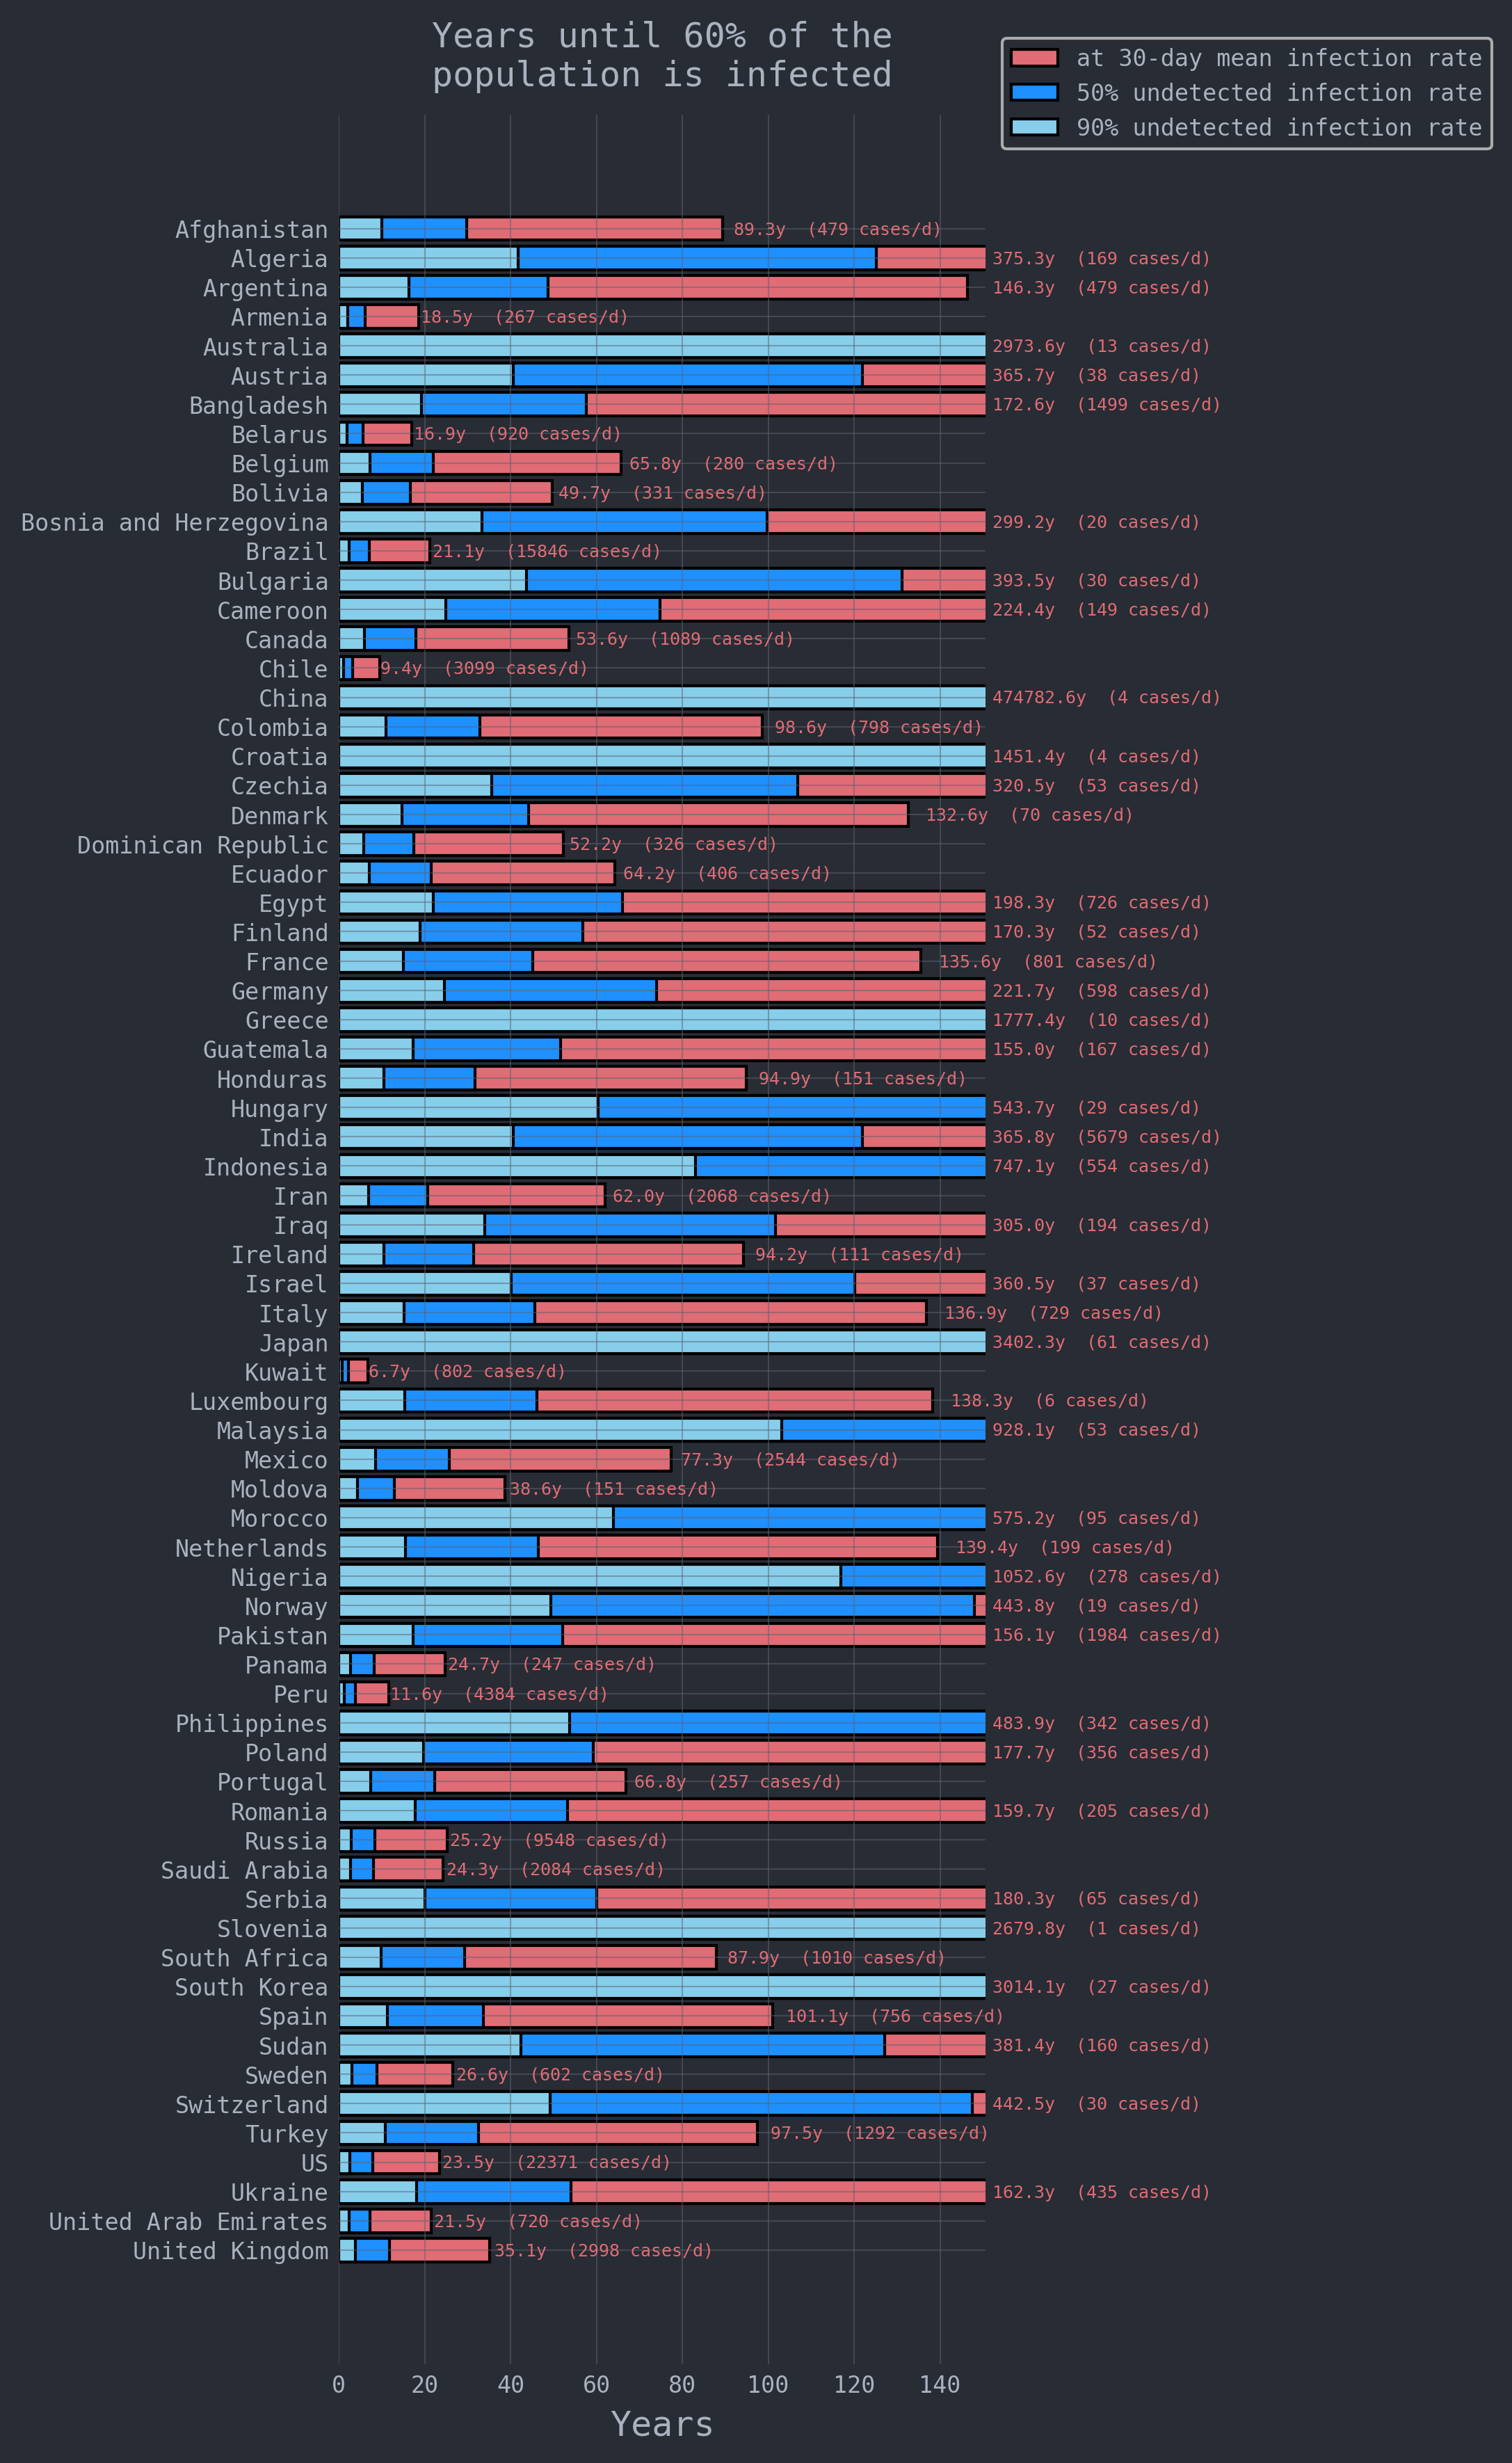 Years until 60% of the
population is infected
at 30-day mean infection rate
50% undetected infection rate
90% undetected infection rate
Afghanistan 89.3y (479 cases/d)
Algeria 375.3y (169 cases/d)
Argentina 146.3y (479 cases/d)
Armenia 18.5y (267 cases/d)
Australia 2973.6y (13 cases/d)
Austria 365.7y (38 cases/d)
Bangladesh 172.6y (1499 cases/d)
Belarus 16.9y (920 cases/d)
Belgium 65.8y (280 cases/d)
Bolivia 49.7y (331 cases/d)
Bosnia and Herzegovina 299.2y (20 cases/d)
Brazil 21.1y (15846 cases/d)
Bulgaria 393.5y (30 cases/d)
Cameroon 224.4y (149 cases/d)
Canada 53.6y (1089 cases/d)
Chile 9.4y (3099 cases/d)
China 474782.6y (4 cases/d)
Colombia 98.6y (798 cases/d)
Croatia 1451.4y (4 cases/d)
Czechia 320.5y (53 cases/d)
Denmark 132.6y (70 cases/d)
Dominican Republic 52.2y (326 cases/d)
Ecuador 64.2y (406 cases/d)
Egypt 198.3y (726 cases/d)
Finland 170.3y (52 cases/d)
France 135.6y (801 cases/d)
Germany 221.7y (598 cases/d)
Greece 1777.4y (10 cases/d)
Guatemala 155.0y (167 cases/d)
Honduras 94.9y (151 cases/d)
Hungary 543.7y (29 cases/d)
India 365.8y (5679 cases/d)
Indonesia 747.1y (554 cases/d)
Iran 62.0y (2068 cases/d)
Iraq 305.0y (194 cases/d)
Ireland 94.2y (111 cases/d)
Israel 360.5y (37 cases/d)
Italy 136.9y (729 cases/d)
Japan 3402.3y (61 cases/d)
Kuwait 6.7y (802 cases/d)
Luxembourg 138.3y (6 cases/d)
Malaysia 928.1y (53 cases/d)
Mexico 77.3y (2544 cases/d)
Moldova 38.6y (151 cases/d)
Morocco 575.2y (95 cases/d)
Netherlands 139.4y (199 cases/d)
Nigeria 1052.6y (278 cases/d)
Norway 443.8y (19 cases/d)
Pakistan 156.1y (1984 cases/d)
Panama 24.7y (247 cases/d)
Peru 11.6y (4384 cases/d)
Philippines 483.9y (342 cases/d)
Poland 177.7y (356 cases/d)
Portugal 66.8y (257 cases/d)
Romania 159.7y (205 cases/d)
Russia 25.2y (9548 cases/d)
Saudi Arabia 24.3y (2084 cases/d)
Serbia 180.3y (65 cases/d)
Slovenia 2679.8y (1 cases/d)
South Africa 87.9y (1010 cases/d)
South Korea 3014.1y (27 cases/d)
Spain 101.1y (756 cases/d)
Sudan 381.4y (160 cases/d)
Sweden 26.6y (602 cases/d)
Switzerland 442.5y (30 cases/d)
Turkey 97.5y (1292 cases/d)
US 23.5y (22371 cases/d)
Ukraine 162.3y (435 cases/d)
United Arab Emirates 21.5y (720 cases/d)
United Kingdom 35.1y (2998 cases/d)
0 20 40 60 80 100 120 140
Years